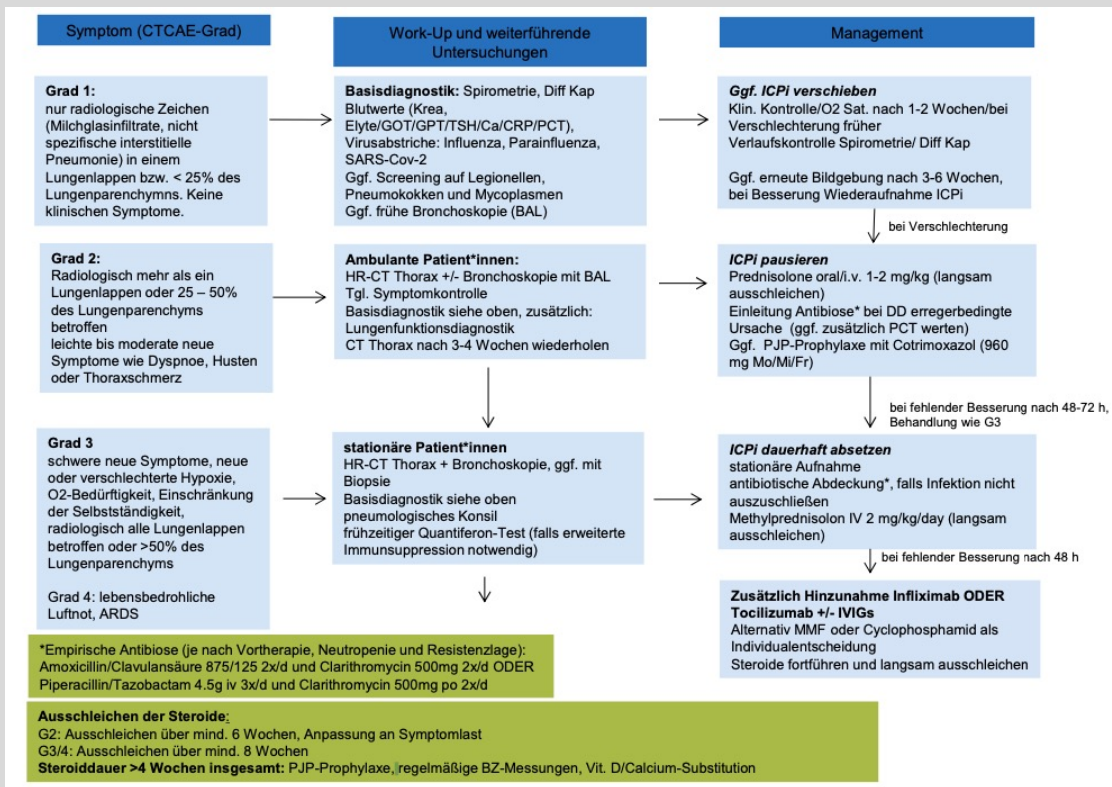 Symptom (CTCAE-Grad)
Work-Up und weiterführende
Untersuchungen
Management
Grad 1:
nur radiologische Zeichen
(Milchglasinfiltrate, nicht
spezifische interstitielle
Pneumonie) in einem
Lungenlappen bzw. < 25% des
Lungenparenchymns. Keine
klinischen Symptome.
Basisdiagnostik: Spirometrie, Diff Kap
Blutwerte (Krea,
Elyte/GOT/GPT/TSH/Ca/CRP/PCT),
Virusabstriche: Influenza, Parainfluenza,
SARS-Cov-2
Ggf. Screening auf Legionellen,
Pneumokokken und Mycoplasmen
Ggf. frühe Bronchoskopie (BAL)
Ggf. ICPi verschieben
Klin. Kontrolle/O2 Sat. nach 1-2 Wochen/bei
Verschlechterung früher
Verlaufskontrolle Spirometrie/ Diff Kap
Ggf. erneute Bildgebung nach 3-6 Wochen,
bei Besserung Wiederaufnahme ICPi
bei Verschlechterung
Grad 2:
Radiologisch mehr als ein
Lungenlappen oder 25 – 50%
des Lungenparenchyms
betroffen
leichte bis moderate neue
Symptome wie Dyspnoe, Husten
oder Thoraxschmerz
Ambulante Patient*innen:
HR-CT Thorax +/- Bronchoskopie mit BAL
Tgl. Symptomkontrolle
Basisdiagnostik siehe oben, zusätzlich:
Lungenfunktionsdiagnostik
CT Thorax nach 3-4 Wochen wiederholen
ICPi pausieren
Prednisolone oral/i.v. 1-2 mg/kg (langsam
ausschleichen)
Einleitung Antibiose* bei DD erregerbedingte
Ursache (ggf. zusätzlich PCT werten)
Ggf. PJP-Prophylaxe mit Cotrimoxazol (960
mg Mo/Mi/Fr)
bei fehlender Besserung nach 48-72 h,
Behandlung wie G3
Grad 3
schwere neue Symptome, neue
oder verschlechterte Hypoxie,
O2-Bedürftigkeit, Einschränkung
der Selbstständigkeit,
radiologisch alle Lungenlappen
betroffen oder >50% des
Lungenparenchyms
Grad 4: lebensbedrohliche
Luftnot, ARDS
stationäre Patient*innen
HR-CT Thorax + Bronchoskopie, ggf. mit
Biopsie
Basisdiagnostik siehe oben
pneumologisches Konsil
frühzeitiger Quantiferon-Test (falls erweiterte
Immunsuppression notwendig)
ICPi dauerhaft absetzen
stationäre Aufnahme
antibiotische Abdeckung*, falls Infektion nicht
auszuschließen
Methylprednisolon IV 2 mg/kg/day (langsam
ausschleichen)
bei fehlender Besserung nach 48 h
Zusätzlich Hinzunahme Infliximab ODER
Tocilizumab +/- IVIGs
Alternativ MMF oder Cyclophosphamid als
Individualentscheidung
Steroide fortführen und langsam ausschleichen
*Empirische Antibiose (je nach Vortherapie, Neutropenie und Resistenzlage):
Amoxicillin/Clavulansäure 875/125 2x/d und Clarithromycin 500mg 2x/d ODER
Piperacillin/Tazobactam 4.5g iv 3x/d und Clarithromycin 500mg po 2x/d
Ausschleichen der Steroide:
G2: Ausschleichen über mind. 6 Wochen, Anpassung an Symptomlast
G3/4: Ausschleichen über mind. 8 Wochen
Steroiddauer >4 Wochen insgesamt: PJP-Prophylaxe, regelmäßige BZ-Messungen, Vit. D/Calcium-Substitution